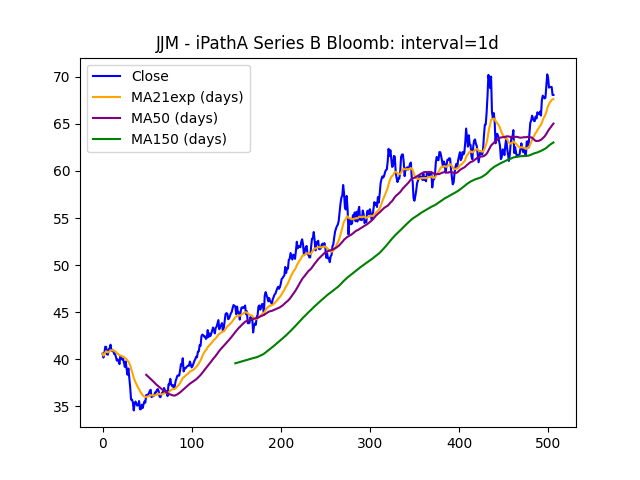 JJM - iPathA Series B Bloomb: interval=1d
Close
MA21exp (days)
MA50 (days)
MA150 (days)
70
65
60
55
50
45
40
35
0 100 200 300 400 500